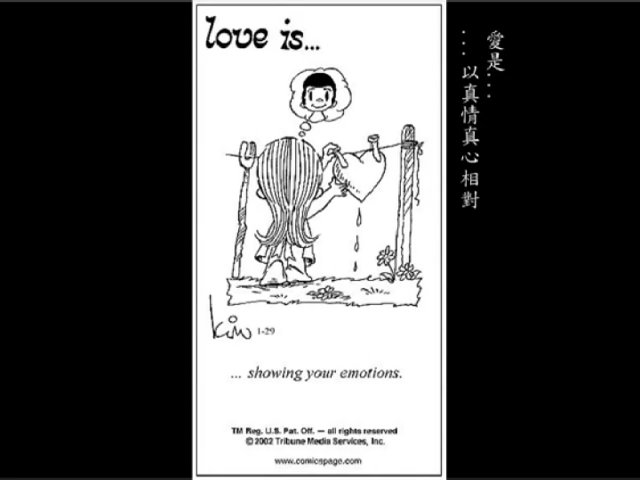 love is...
kim 1-29
... showing your emotions.
TM Reg. U.S. Pat. Off. — all rights reserved
© 2002 Tribune Media Services, Inc.
www.comicspage.com
愛是...
...以真情真心相對